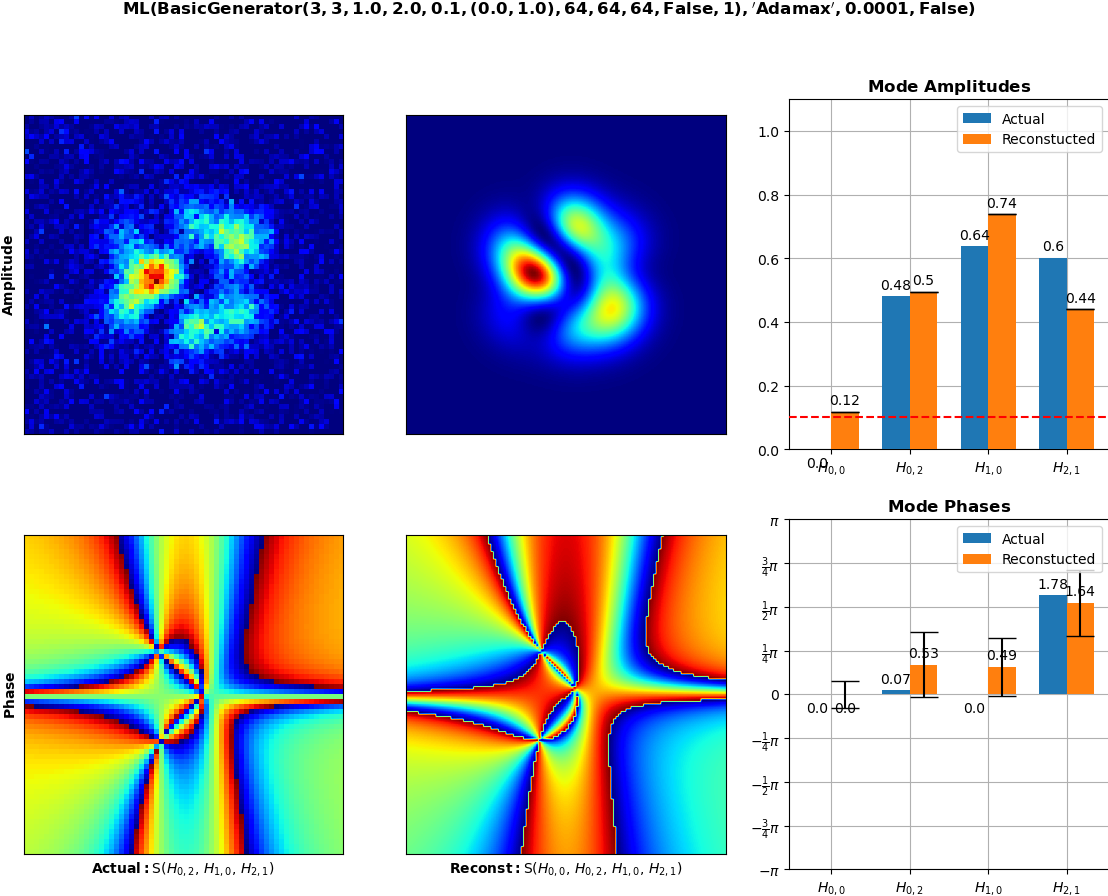 ML(BasicGenerator(3, 3, 1.0, 2.0, 0.1, (0.0, 1.0), 64, 64, 64, False, 1), 'Adamax', 0.0001, False)
Mode Amplitudes
Actual
Reconstucted
1.0
0.8
0.6
0.4
0.2
0.0
0.0
0.12
0.48
0.5
0.64
0.74
0.6
0.44
H0,0
H0,2
H1,0
H2,1
Amplitude
Mode Phases
Actual
Reconstucted
π
3/4π
1/2π
1/4π
0
−1/4π
−1/2π
−3/4π
−π
0.0
0.0
0.07
0.53
0.0
0.49
1.78
1.64
H0,0
H0,2
H1,0
H2,1
Phase
Actual: S(H0,2, H1,0, H2,1)
Reconst: S(H0,0, H0,2, H1,0, H2,1)